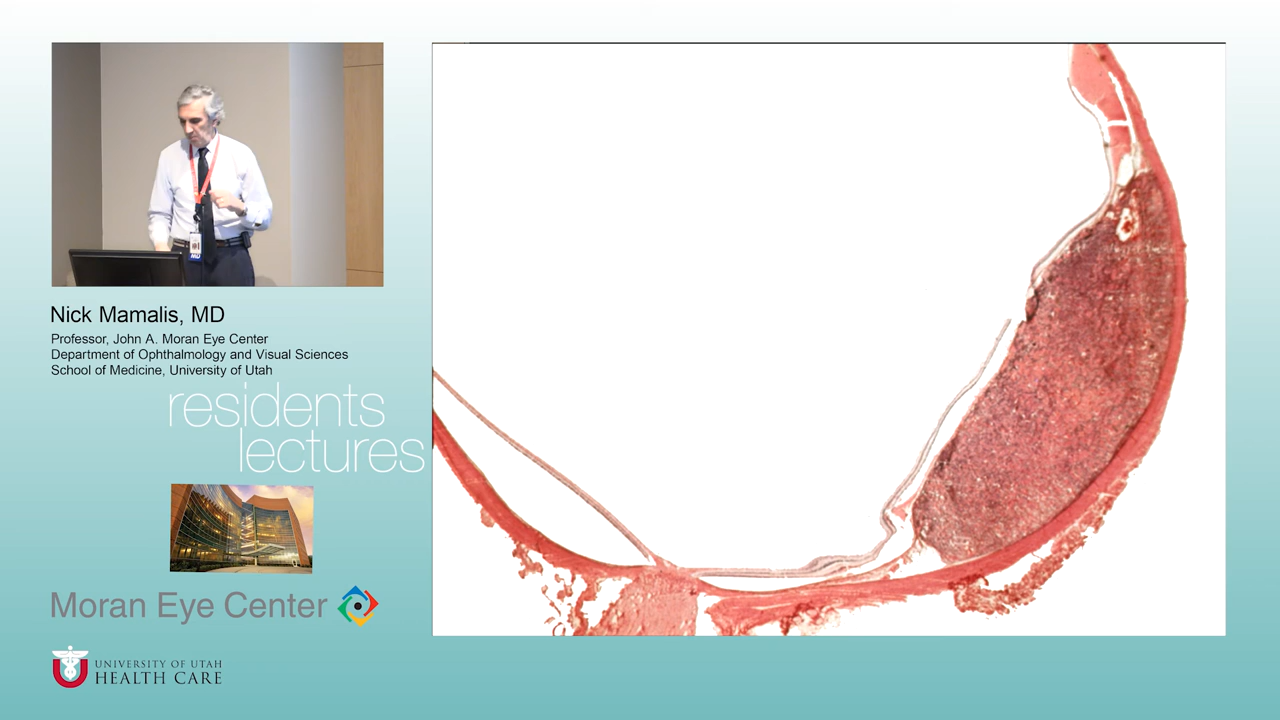 Nick Mamalis, MD
Professor, John A. Moran Eye Center
Department of Ophthalmology and Visual Sciences
School of Medicine, University of Utah
residents
lectures
Moran Eye Center
UNIVERSITY OF UTAH
HEALTH CARE
MD